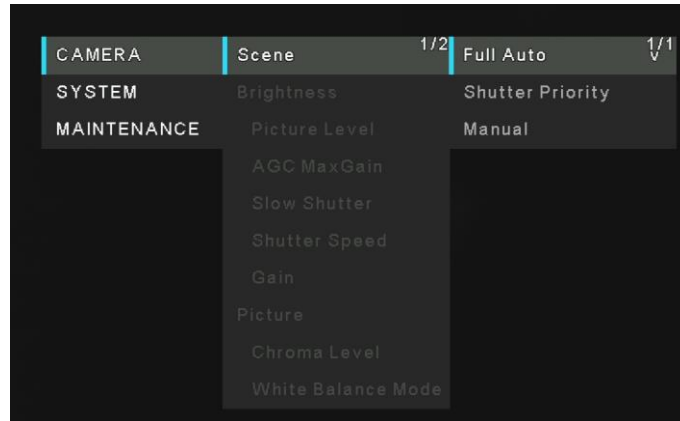 CAMERA
SYSTEM
MAINTENANCE
Scene 1/2
Brightness
Picture Level
AGC MaxGain
Slow Shutter
Shutter Speed
Gain
Picture
Chroma Level
White Balance Mode
Full Auto 1/1
Shutter Priority
Manual